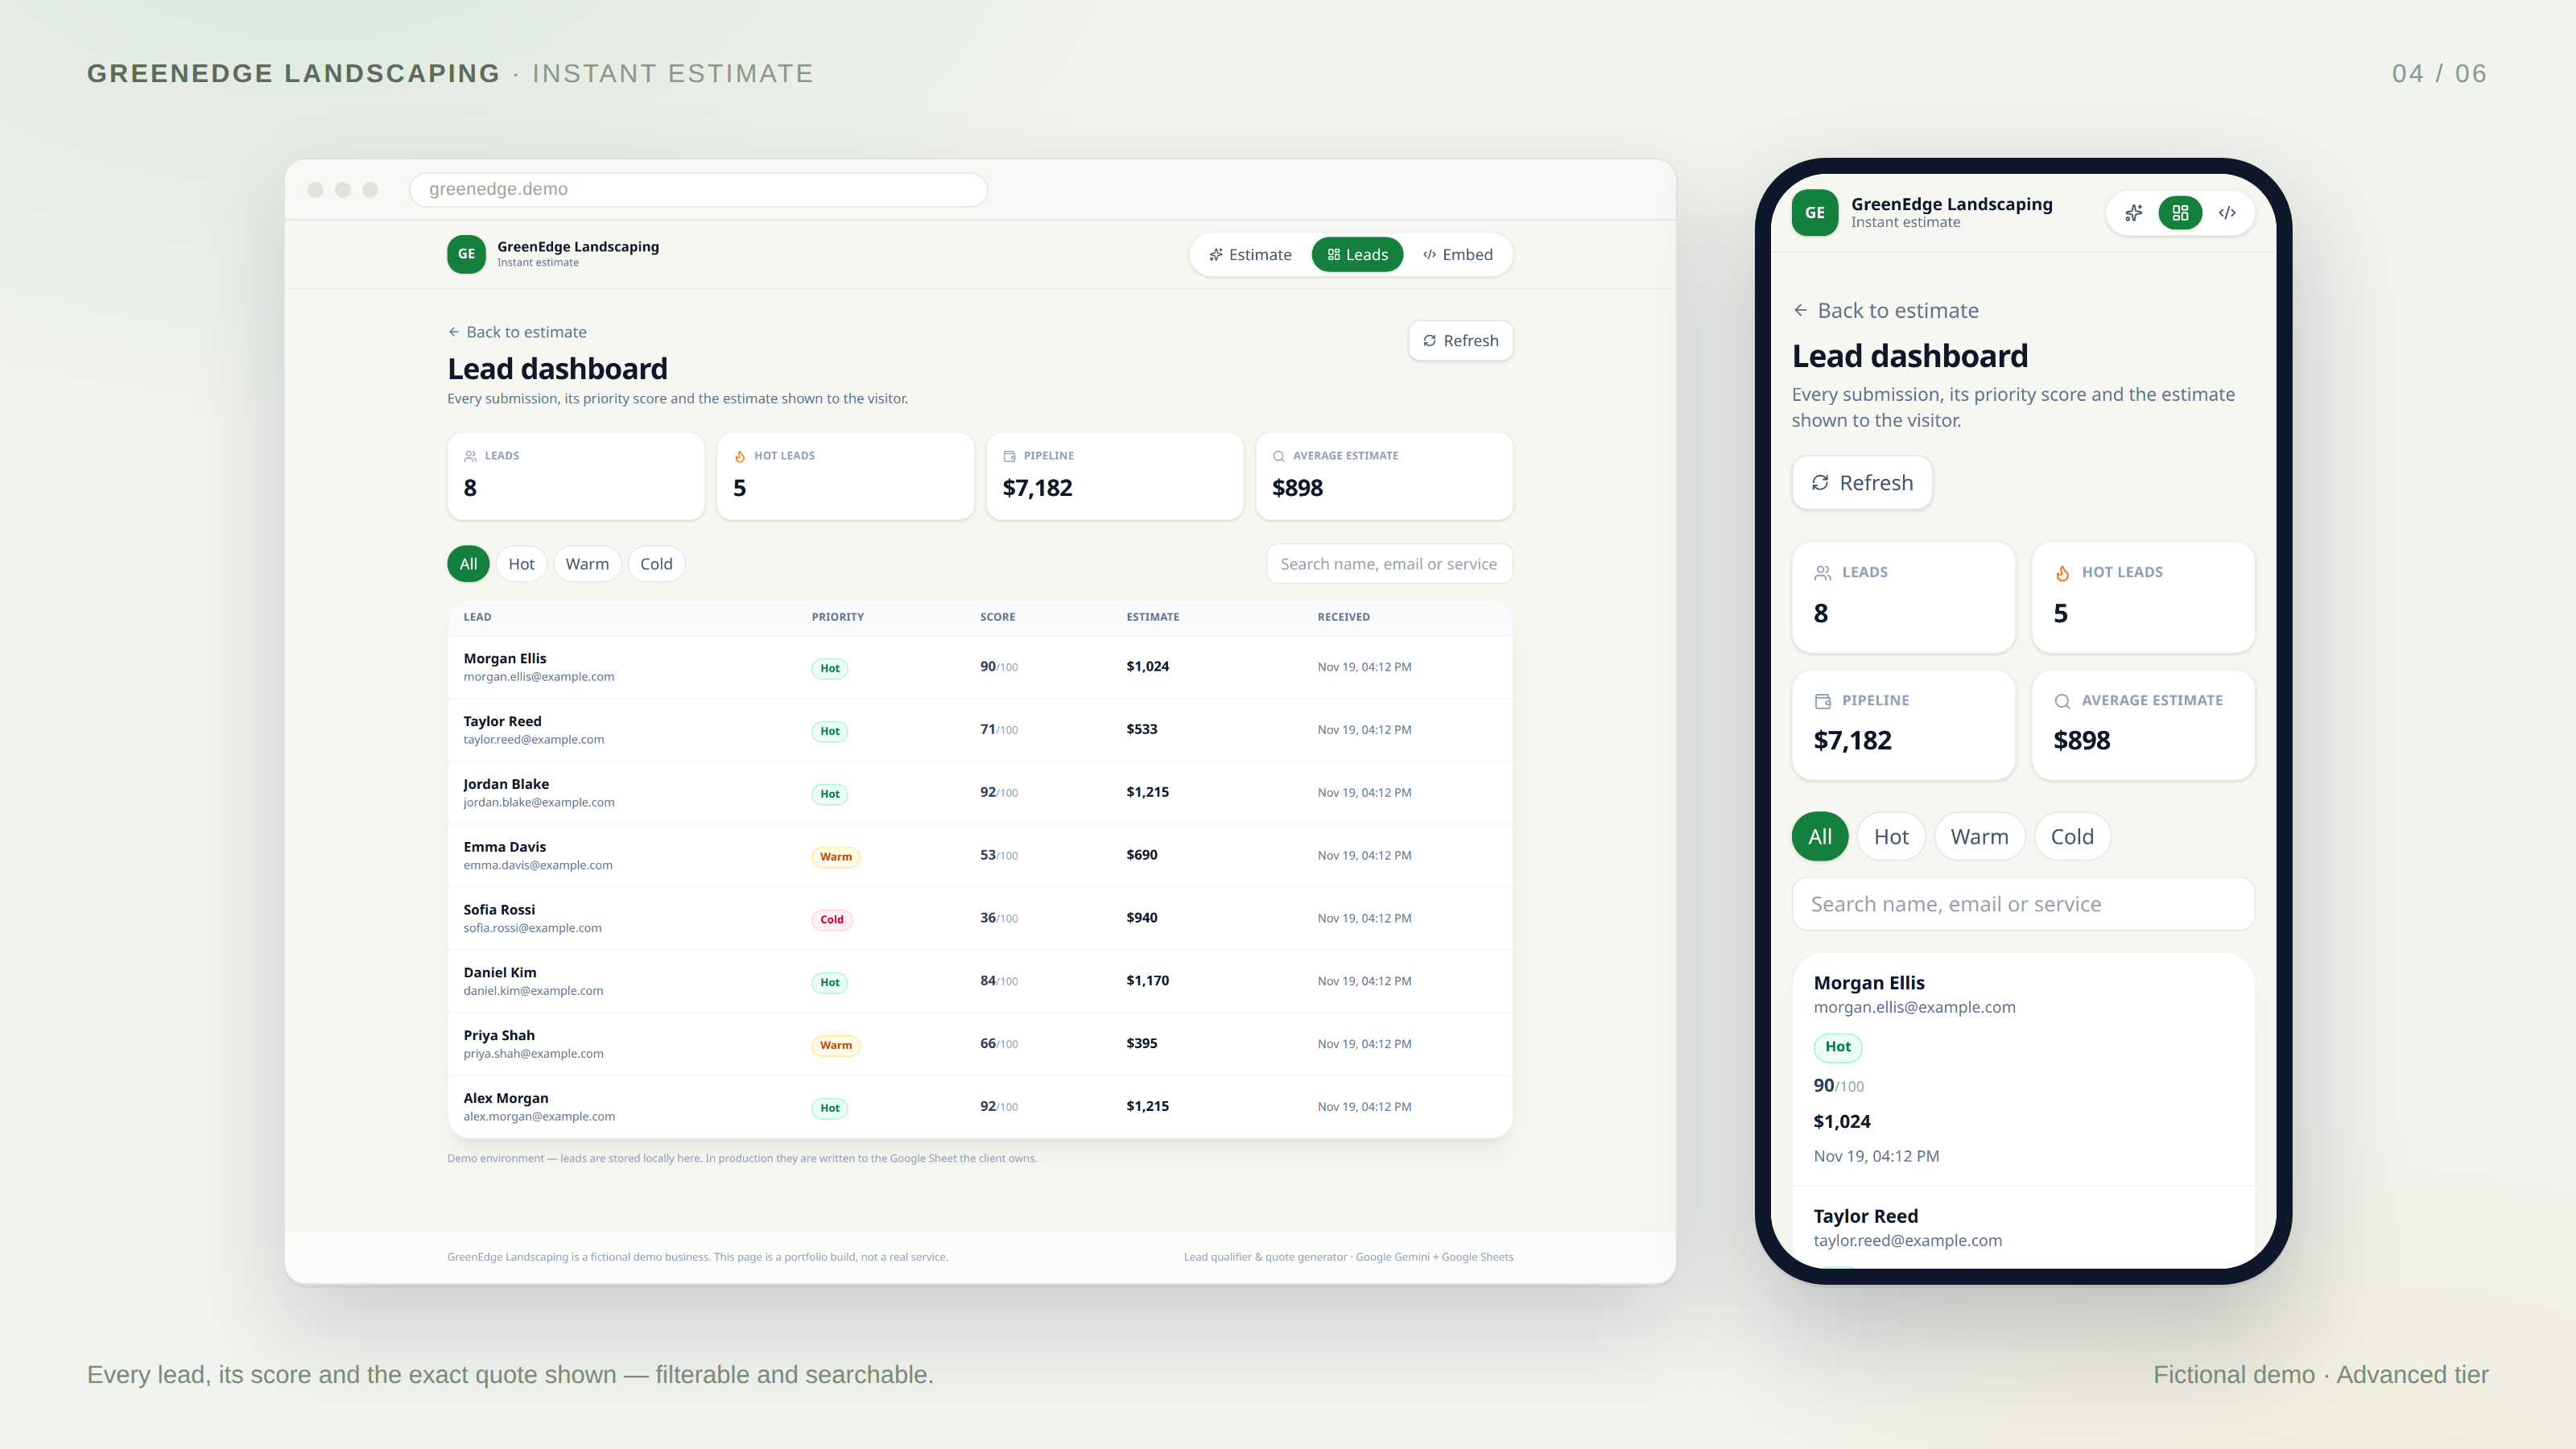 GREENEDGE LANDSCAPING · INSTANT ESTIMATE
04 / 06
greenedge.demo
GE
GreenEdge Landscaping
Instant estimate
Estimate
Leads
Embed
Back to estimate
Refresh
Lead dashboard
Every submission, its priority score and the estimate shown to the visitor.
LEADS
8
HOT LEADS
5
PIPELINE
$7,182
AVERAGE ESTIMATE
$898
All
Hot
Warm
Cold
Search name, email or service
LEAD PRIORITY SCORE ESTIMATE RECEIVED
Morgan Ellis
morgan.ellis@example.com
Hot 90/100 $1,024 Nov 19, 04:12 PM
Taylor Reed
taylor.reed@example.com
Hot 71/100 $533 Nov 19, 04:12 PM
Jordan Blake
jordan.blake@example.com
Hot 92/100 $1,215 Nov 19, 04:12 PM
Emma Davis
emma.davis@example.com
Warm 53/100 $690 Nov 19, 04:12 PM
Sofia Rossi
sofia.rossi@example.com
Cold 36/100 $940 Nov 19, 04:12 PM
Daniel Kim
daniel.kim@example.com
Hot 84/100 $1,170 Nov 19, 04:12 PM
Priya Shah
priya.shah@example.com
Warm 66/100 $395 Nov 19, 04:12 PM
Alex Morgan
alex.morgan@example.com
Hot 92/100 $1,215 Nov 19, 04:12 PM
Demo environment — leads are stored locally here. In production they are written to the Google Sheet the client owns.
GreenEdge Landscaping is a fictional demo business. This page is a portfolio build, not a real service.
Lead qualifier & quote generator · Google Gemini + Google Sheets
GE
GreenEdge Landscaping
Instant estimate
Back to estimate
Lead dashboard
Every submission, its priority score and the estimate
shown to the visitor.
Refresh
LEADS
8
HOT LEADS
5
PIPELINE
$7,182
AVERAGE ESTIMATE
$898
All
Hot
Warm
Cold
Search name, email or service
Morgan Ellis
morgan.ellis@example.com
Hot
90/100
$1,024
Nov 19, 04:12 PM
Taylor Reed
taylor.reed@example.com
Every lead, its score and the exact quote shown — filterable and searchable.
Fictional demo · Advanced tier